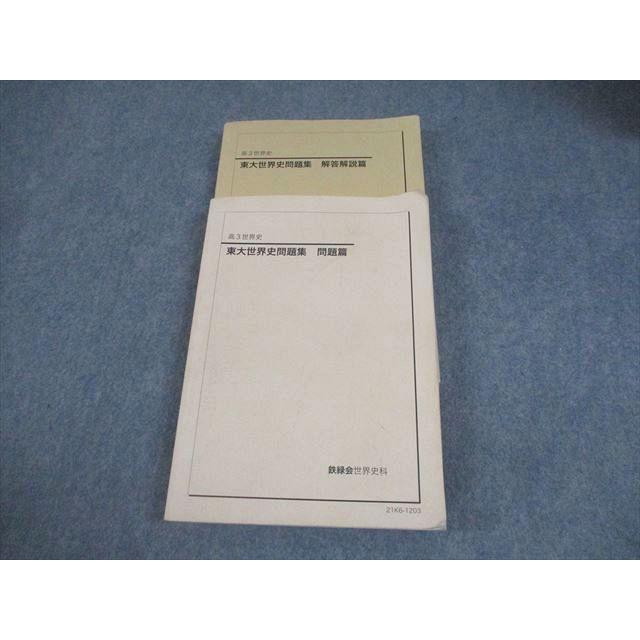 高3世界史
東大世界史問題集 解答解説篇
高3世界史
東大世界史問題集 問題篇
鉄緑会世界史科
21K6-1203